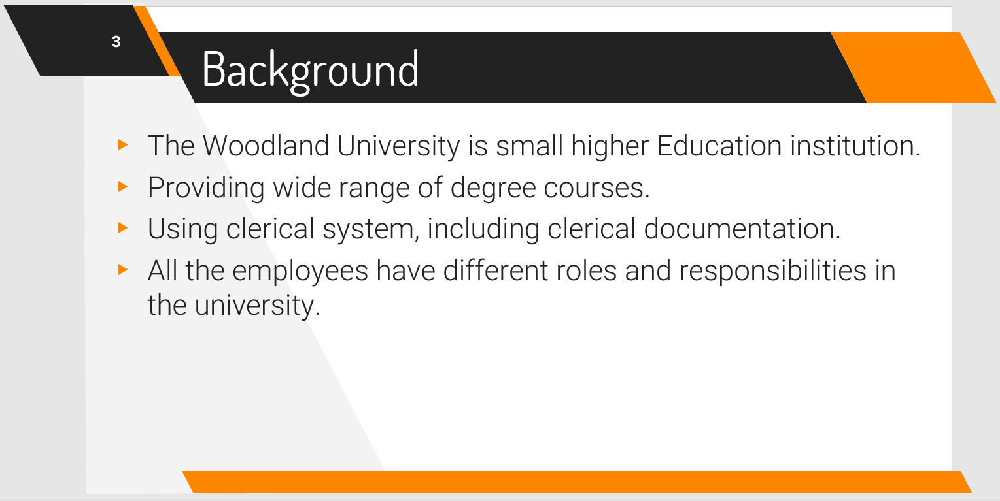 3
Background
The Woodland University is small higher Education institution.
Providing wide range of degree courses.
Using clerical system, including clerical documentation.
All the employees have different roles and responsibilities in
the university.